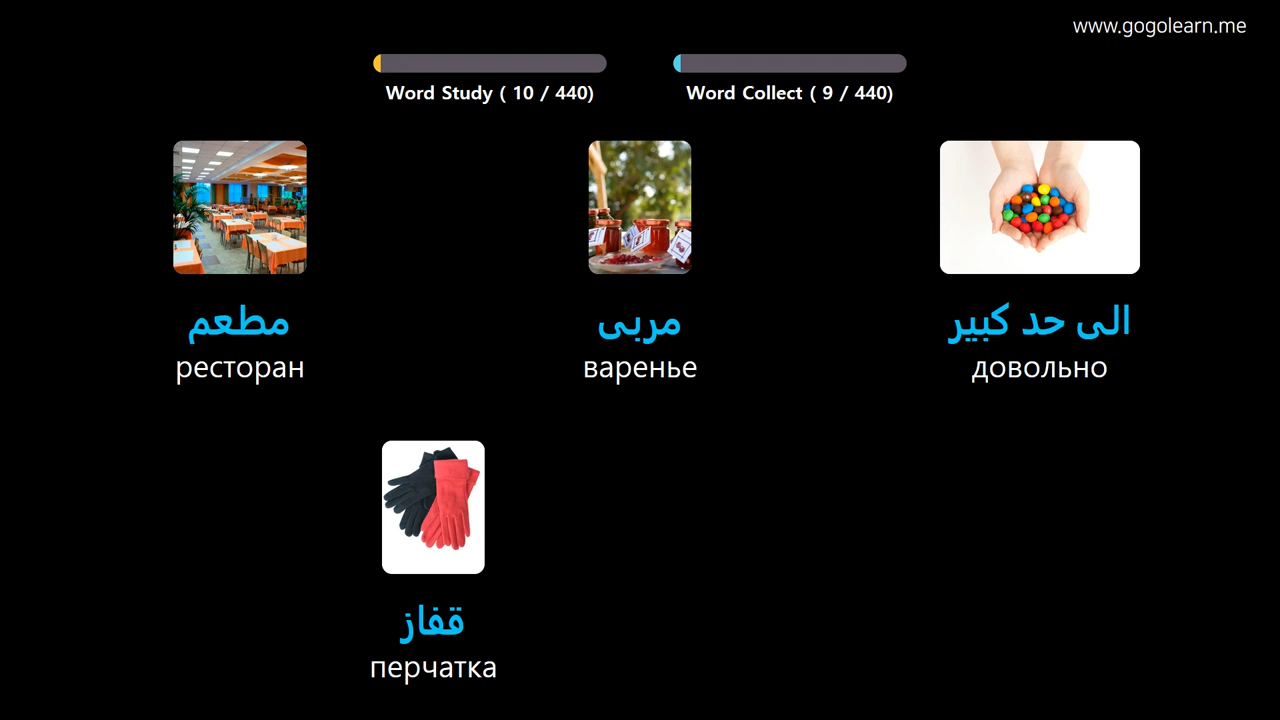 www.gogolearn.me
Word Study ( 10 / 440)
Word Collect ( 9 / 440)
مطعم
ресторан
مربى
варенье
الى حد كبير
довольно
قفاز
перчатка